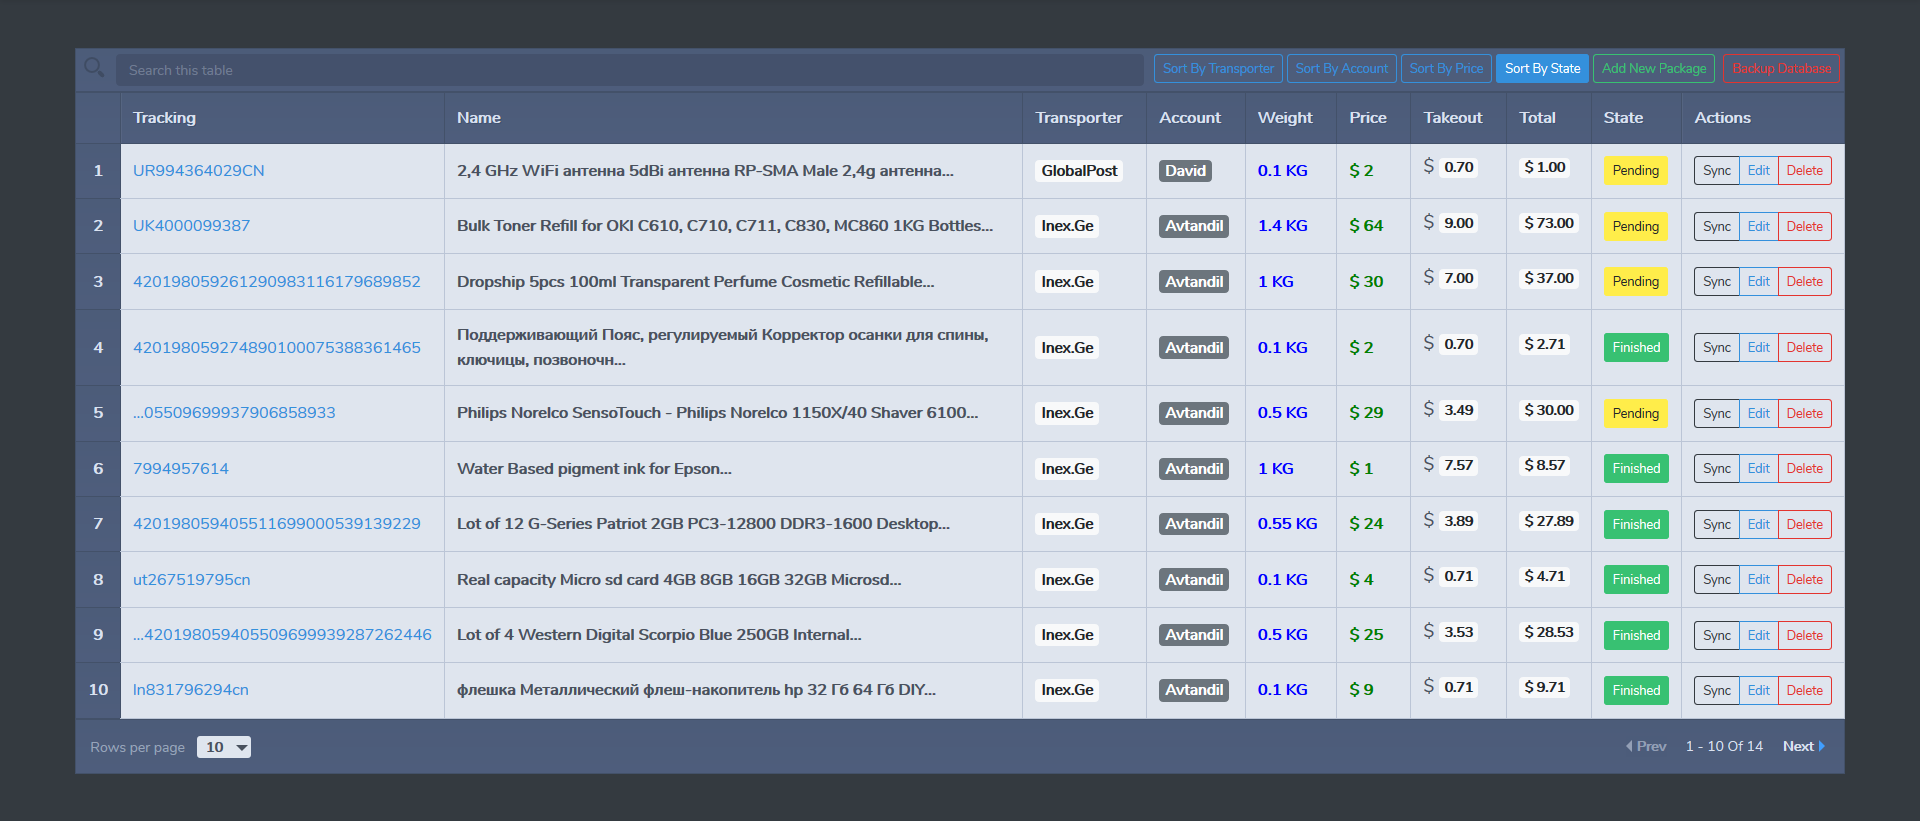 Search this table
Sort By Transporter Sort By Account Sort By Price Sort By State Add New Package Backup Database
Tracking Name Transporter Account Weight Price Takeout Total State Actions
1 UR994364029CN 2,4 GHz WiFi антенна 5dBi антенна RP-SMA Male 2,4g антенна... GlobalPost David 0.1 KG $ 2 $ 0.70 $ 1.00 Pending Sync Edit Delete
2 UK4000099387 Bulk Toner Refill for OKI C610, C710, C711, C830, MC860 1KG Bottles... Inex.Ge Avtandil 1.4 KG $ 64 $ 9.00 $ 73.00 Pending Sync Edit Delete
3 420198059261290983116179689852 Dropship 5pcs 100ml Transparent Perfume Cosmetic Refillable... Inex.Ge Avtandil 1 KG $ 30 $ 7.00 $ 37.00 Pending Sync Edit Delete
4 420198059274890100075388361465 Поддерживающий Пояс, регулируемый Корректор осанки для спины,
ключицы, позвоночн... Inex.Ge Avtandil 0.1 KG $ 2 $ 0.70 $ 2.71 Finished Sync Edit Delete
5 ...05509699937906858933 Philips Norelco SensoTouch - Philips Norelco 1150X/40 Shaver 6100... Inex.Ge Avtandil 0.5 KG $ 29 $ 3.49 $ 30.00 Pending Sync Edit Delete
6 7994957614 Water Based pigment ink for Epson... Inex.Ge Avtandil 1 KG $ 1 $ 7.57 $ 8.57 Finished Sync Edit Delete
7 420198059405511699000539139229 Lot of 12 G-Series Patriot 2GB PC3-12800 DDR3-1600 Desktop... Inex.Ge Avtandil 0.55 KG $ 24 $ 3.89 $ 27.89 Finished Sync Edit Delete
8 ut267519795cn Real capacity Micro sd card 4GB 8GB 16GB 32GB Microsd... Inex.Ge Avtandil 0.1 KG $ 4 $ 0.71 $ 4.71 Finished Sync Edit Delete
9 ...420198059405509699939287262446 Lot of 4 Western Digital Scorpio Blue 250GB Internal... Inex.Ge Avtandil 0.5 KG $ 25 $ 3.53 $ 28.53 Finished Sync Edit Delete
10 ln831796294cn флешка Металлический флеш-накопитель hp 32 Гб 64 Гб DIY... Inex.Ge Avtandil 0.1 KG $ 9 $ 0.71 $ 9.71 Finished Sync Edit Delete
Rows per page 10 Prev 1 - 10 Of 14 Next